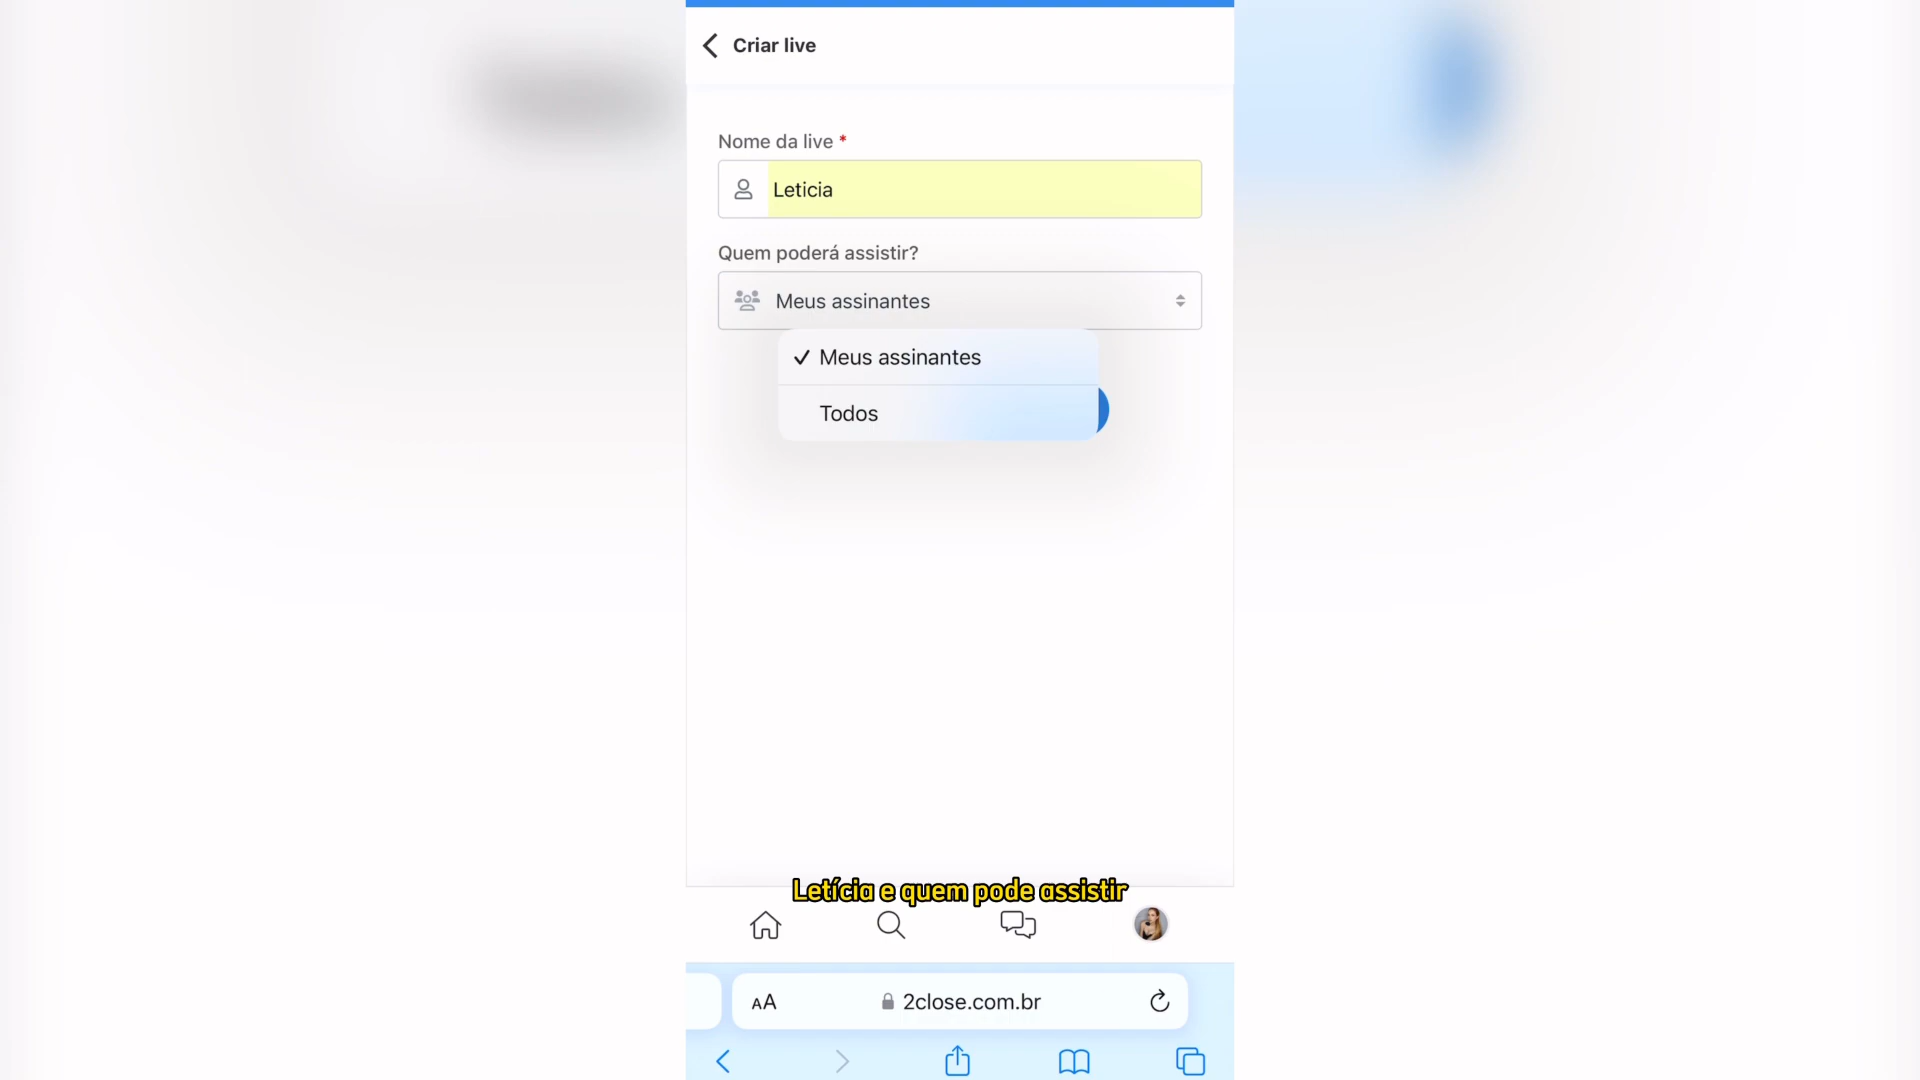 Criar live
Nome da live *
Leticia
Quem poderá assistir?
Meus assinantes
✓ Meus assinantes
Todos
Letícia e quem pode assistir
AA
2close.com.br